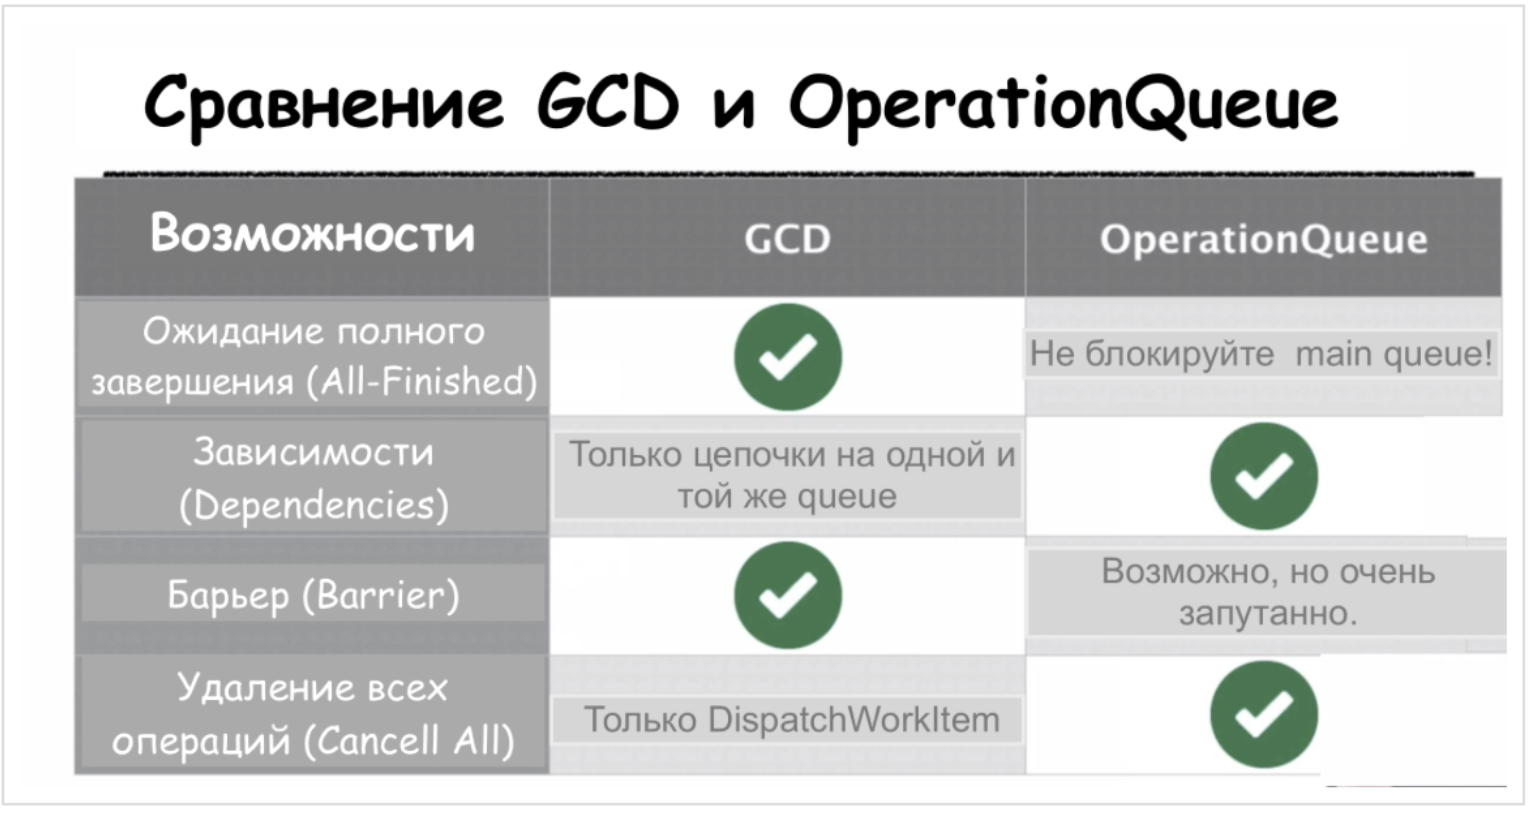 Сравнение GCD и OperationQueue
Возможности
GCD
OperationQueue
Ожидание полного
завершения (All-Finished)
Не блокируйте main queue!
Зависимости
(Dependencies)
Только цепочки на одной и
той же queue
Барьер (Barrier)
Возможно, но очень
запутанно.
Удаление всех
операций (Cancell All)
Только DispatchWorkItem